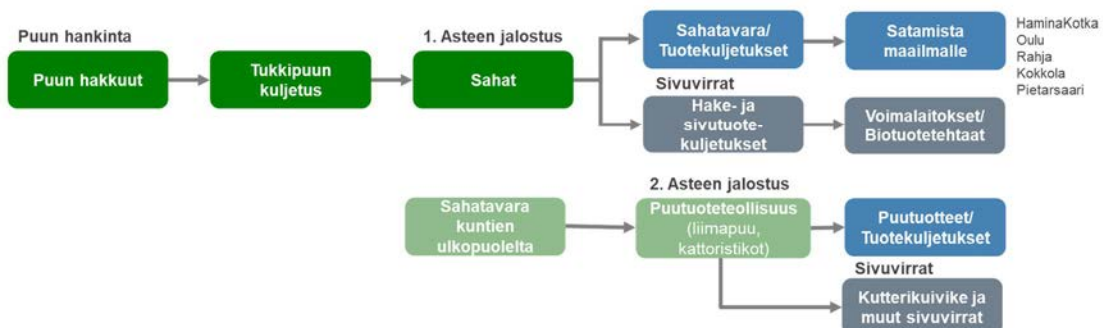 Puun hankinta
Puun hakkuut
Tukkipuun
kuljetus
1. Asteen jalostus
Sahat
Sahatavara/
Tuotekuljetukset
Satamista
maailmalle
HaminaKotka
Oulu
Rahja
Kokkola
Pietarsaari
Sivuvirrat
Hake- ja
sivutuote-
kuljetukset
Voimalaitokset/
Biotuotetehtaat
2. Asteen jalostus
Sahatavara
kuntien
ulkopuolelta
Puutuoteteollisuus
(liimapuu,
kattoristikot)
Puutuotteet/
Tuotekuljetukset
Sivuvirrat
Kutterikuivike ja
muut sivuvirrat